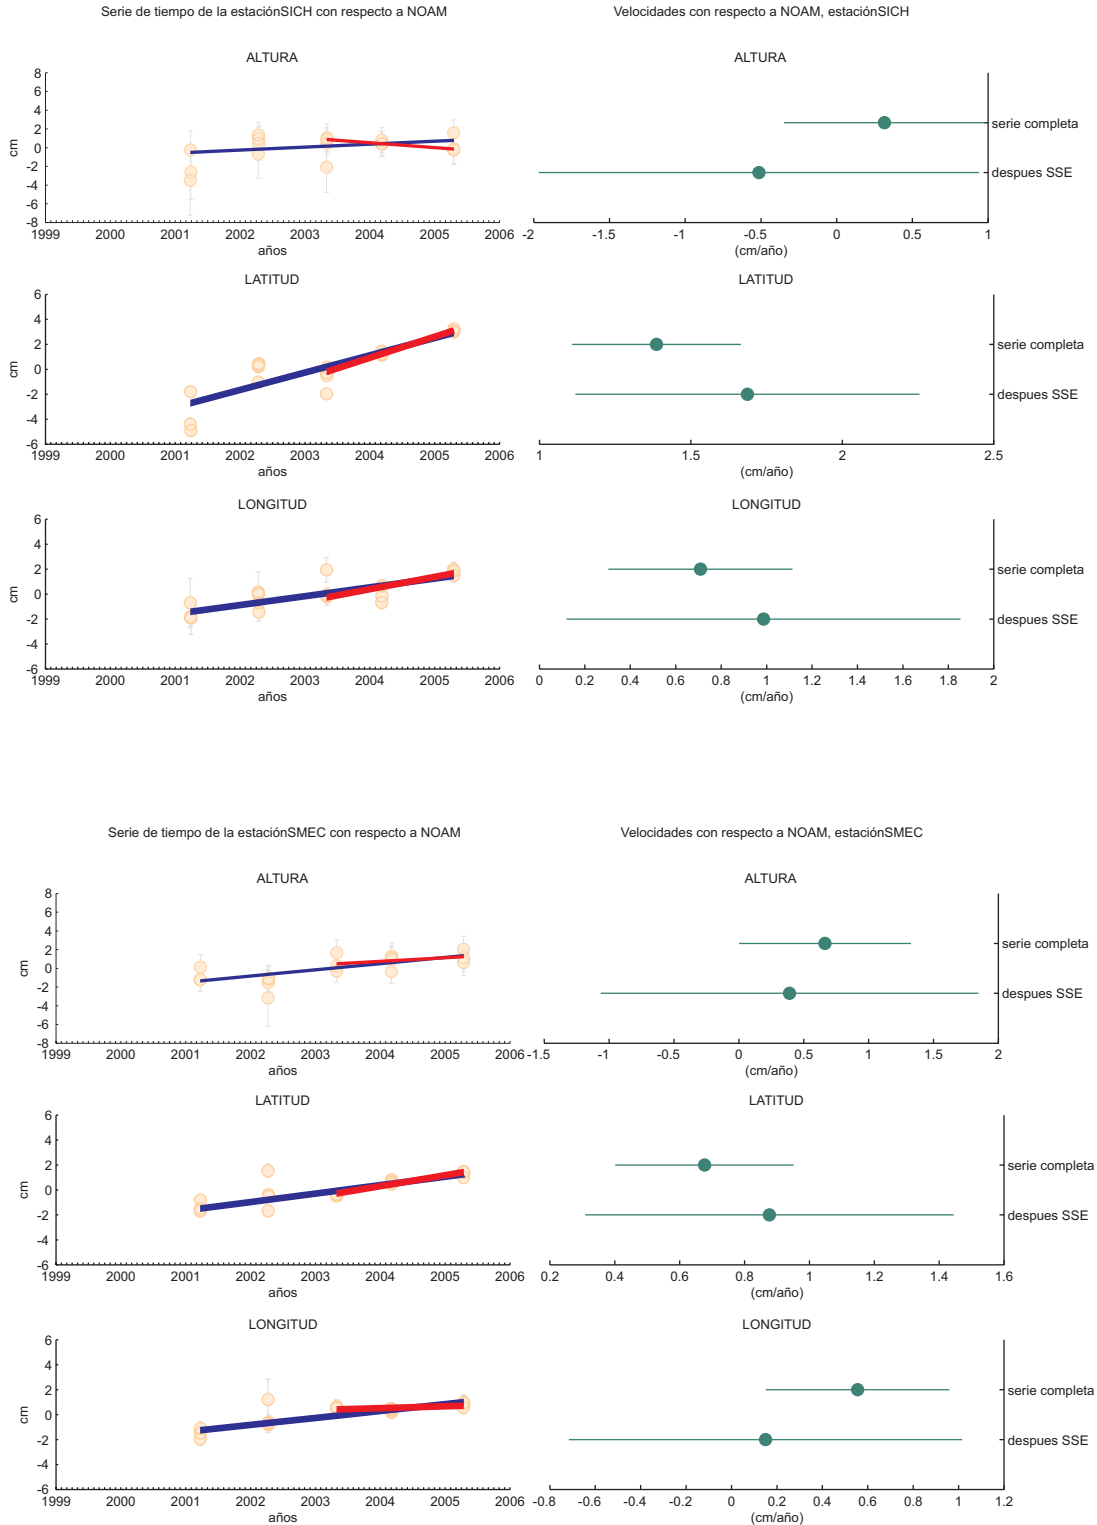 Serie de tiempo de la estaciónSICH con respecto a NOAM
Velocidades con respecto a NOAM, estaciónSICH
ALTURA
8
6
4
2
0
-2
-4
-6
-8
cm
1999 2000 2001 2002 2003 2004 2005 2006
años
ALTURA
serie completa
despues SSE
-2 -1.5 -1 -0.5 0 0.5 1
(cm/año)
LATITUD
6
4
2
0
-2
-4
-6
cm
1999 2000 2001 2002 2003 2004 2005 2006
años
LATITUD
serie completa
despues SSE
1 1.5 2 2.5
(cm/año)
LONGITUD
6
4
2
0
-2
-4
-6
cm
1999 2000 2001 2002 2003 2004 2005 2006
años
LONGITUD
serie completa
despues SSE
0 0.2 0.4 0.6 0.8 1 1.2 1.4 1.6 1.8 2
(cm/año)
Serie de tiempo de la estaciónSMEC con respecto a NOAM
Velocidades con respecto a NOAM, estaciónSMEC
ALTURA
8
6
4
2
0
-2
-4
-6
-8
cm
1999 2000 2001 2002 2003 2004 2005 2006
años
ALTURA
serie completa
despues SSE
-1.5 -1 -0.5 0 0.5 1 1.5 2
(cm/año)
LATITUD
6
4
2
0
-2
-4
-6
cm
1999 2000 2001 2002 2003 2004 2005 2006
años
LATITUD
serie completa
despues SSE
0.2 0.4 0.6 0.8 1 1.2 1.4 1.6
(cm/año)
LONGITUD
6
4
2
0
-2
-4
-6
cm
1999 2000 2001 2002 2003 2004 2005 2006
años
LONGITUD
serie completa
despues SSE
-0.8 -0.6 -0.4 -0.2 0 0.2 0.4 0.6 0.8 1 1.2
(cm/año)